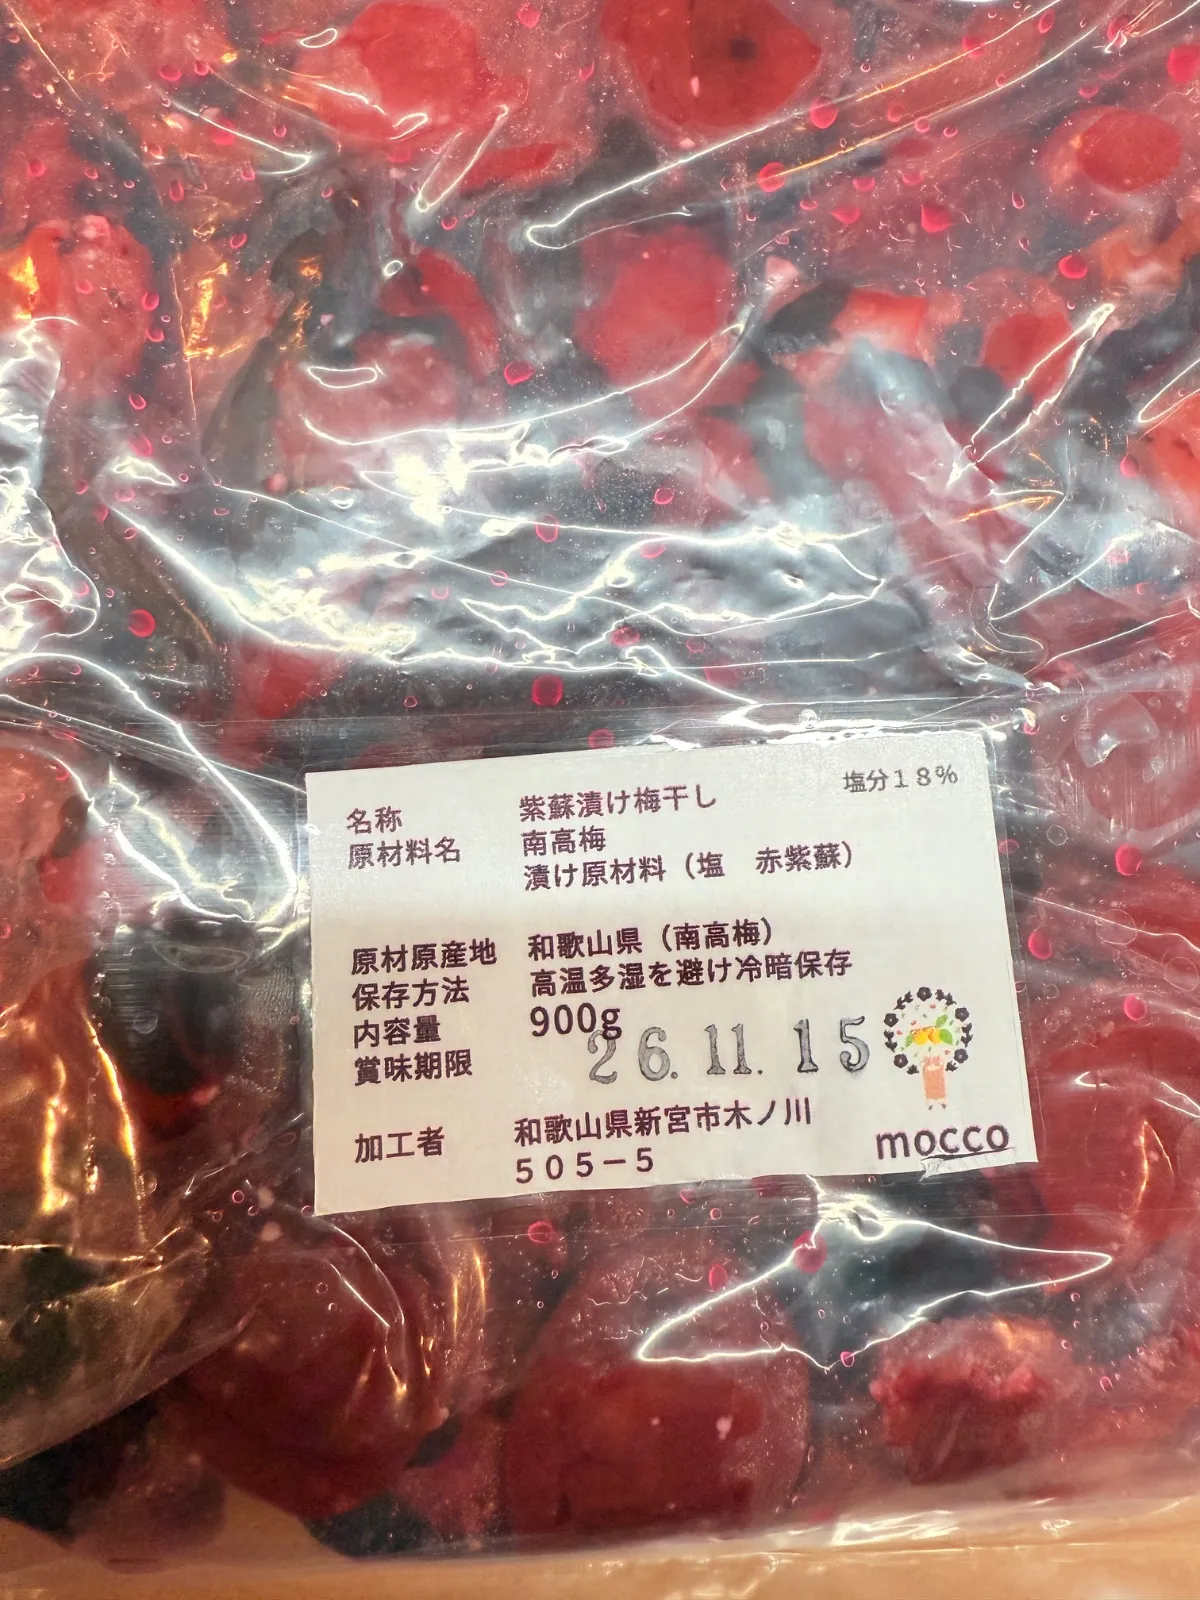 塩分18%
名称 紫蘇漬け梅干し
原材料名 南高梅
漬け原材料（塩　赤紫蘇）
原材原産地 和歌山県（南高梅）
保存方法 高温多湿を避け冷暗保存
内容量 900g
賞味期限 26.11.15
加工者 和歌山県新宮市木ノ川
505－5
mocco